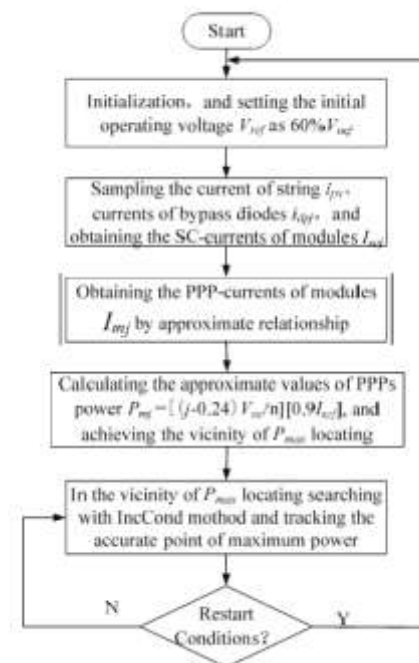 Start
Initialization, and setting the initial
operating voltage Vref as 60%
Sampling the current of string ipv,
currents of bypass diodes and
obtaining the SC-currents of modules
Obtaining the PPP-currents of modules
Imj by approximate relationship
Calculating the approximate values of PPPs
power Pmj=[(j-0.24)Voc/n][0.9Iscj], and
achieving the vicinity of Pmax locating
In the vicinity of Pmax locating searching
with IncCond mothod and tracking the
accurate point of maximum power
N
Restart
Y
Conditions?